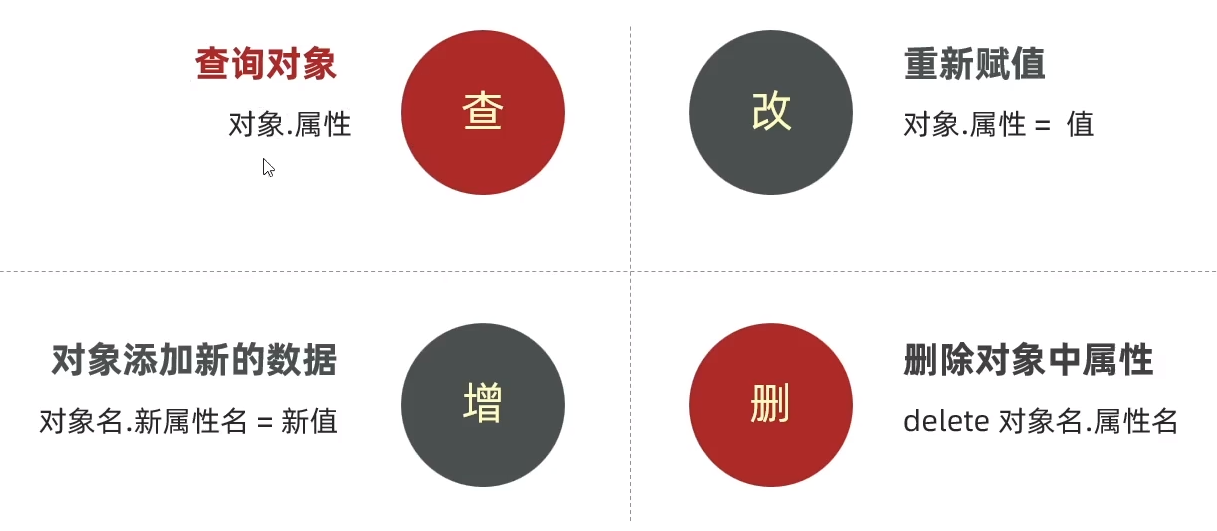 查询对象
对象.属性
查
改
重新赋值
对象.属性 = 值
对象添加新的数据
对象名.新属性名 = 新值
增
删
删除对象中属性
delete 对象名.属性名